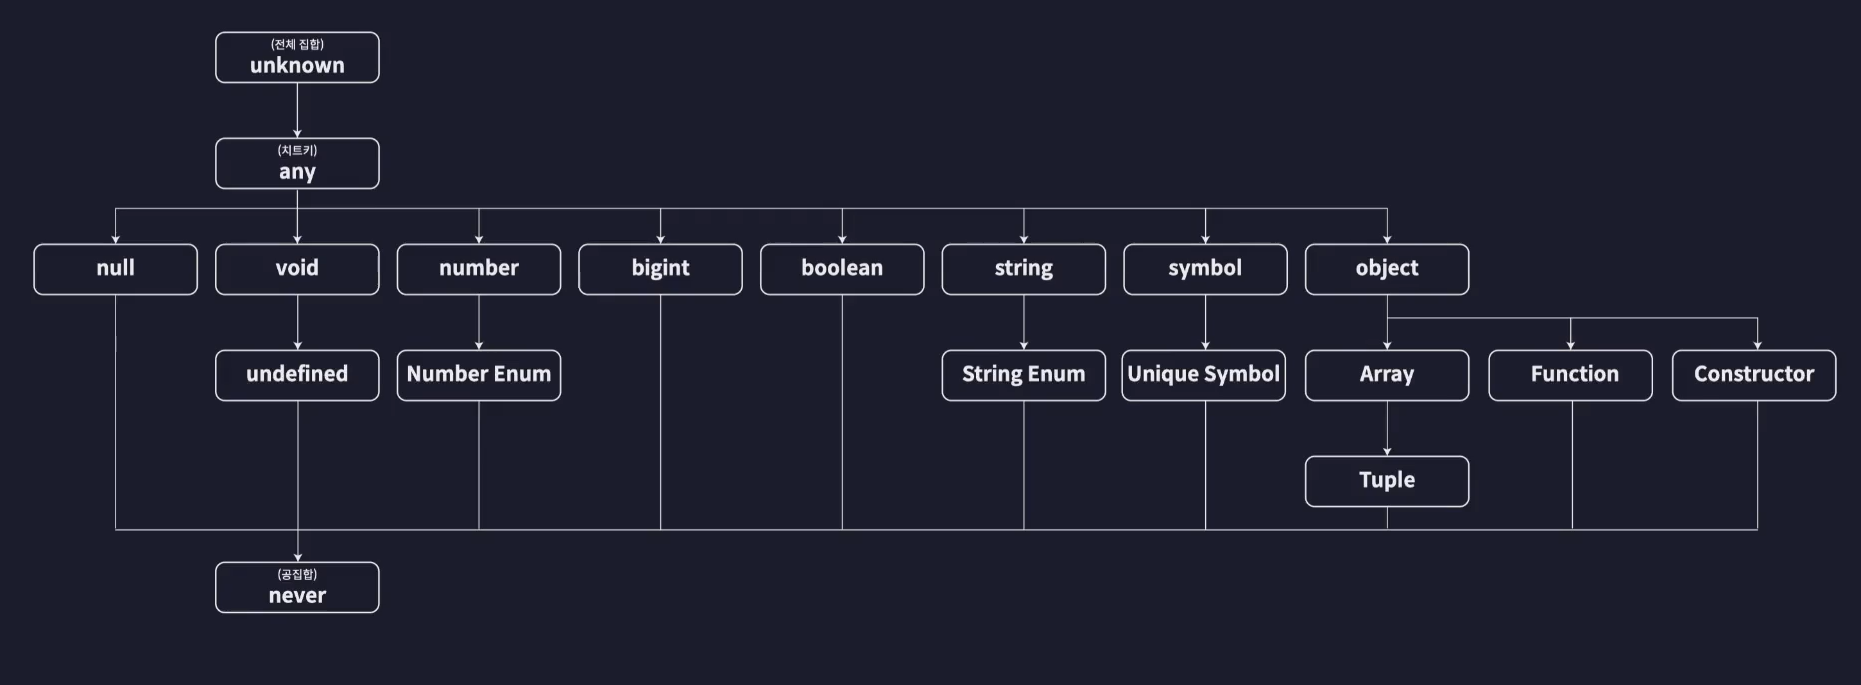 (전체 집합)
unknown
(치트키)
any
null
void
number
bigint
boolean
string
symbol
object
undefined
Number Enum
String Enum
Unique Symbol
Array
Function
Constructor
Tuple
(공집합)
never